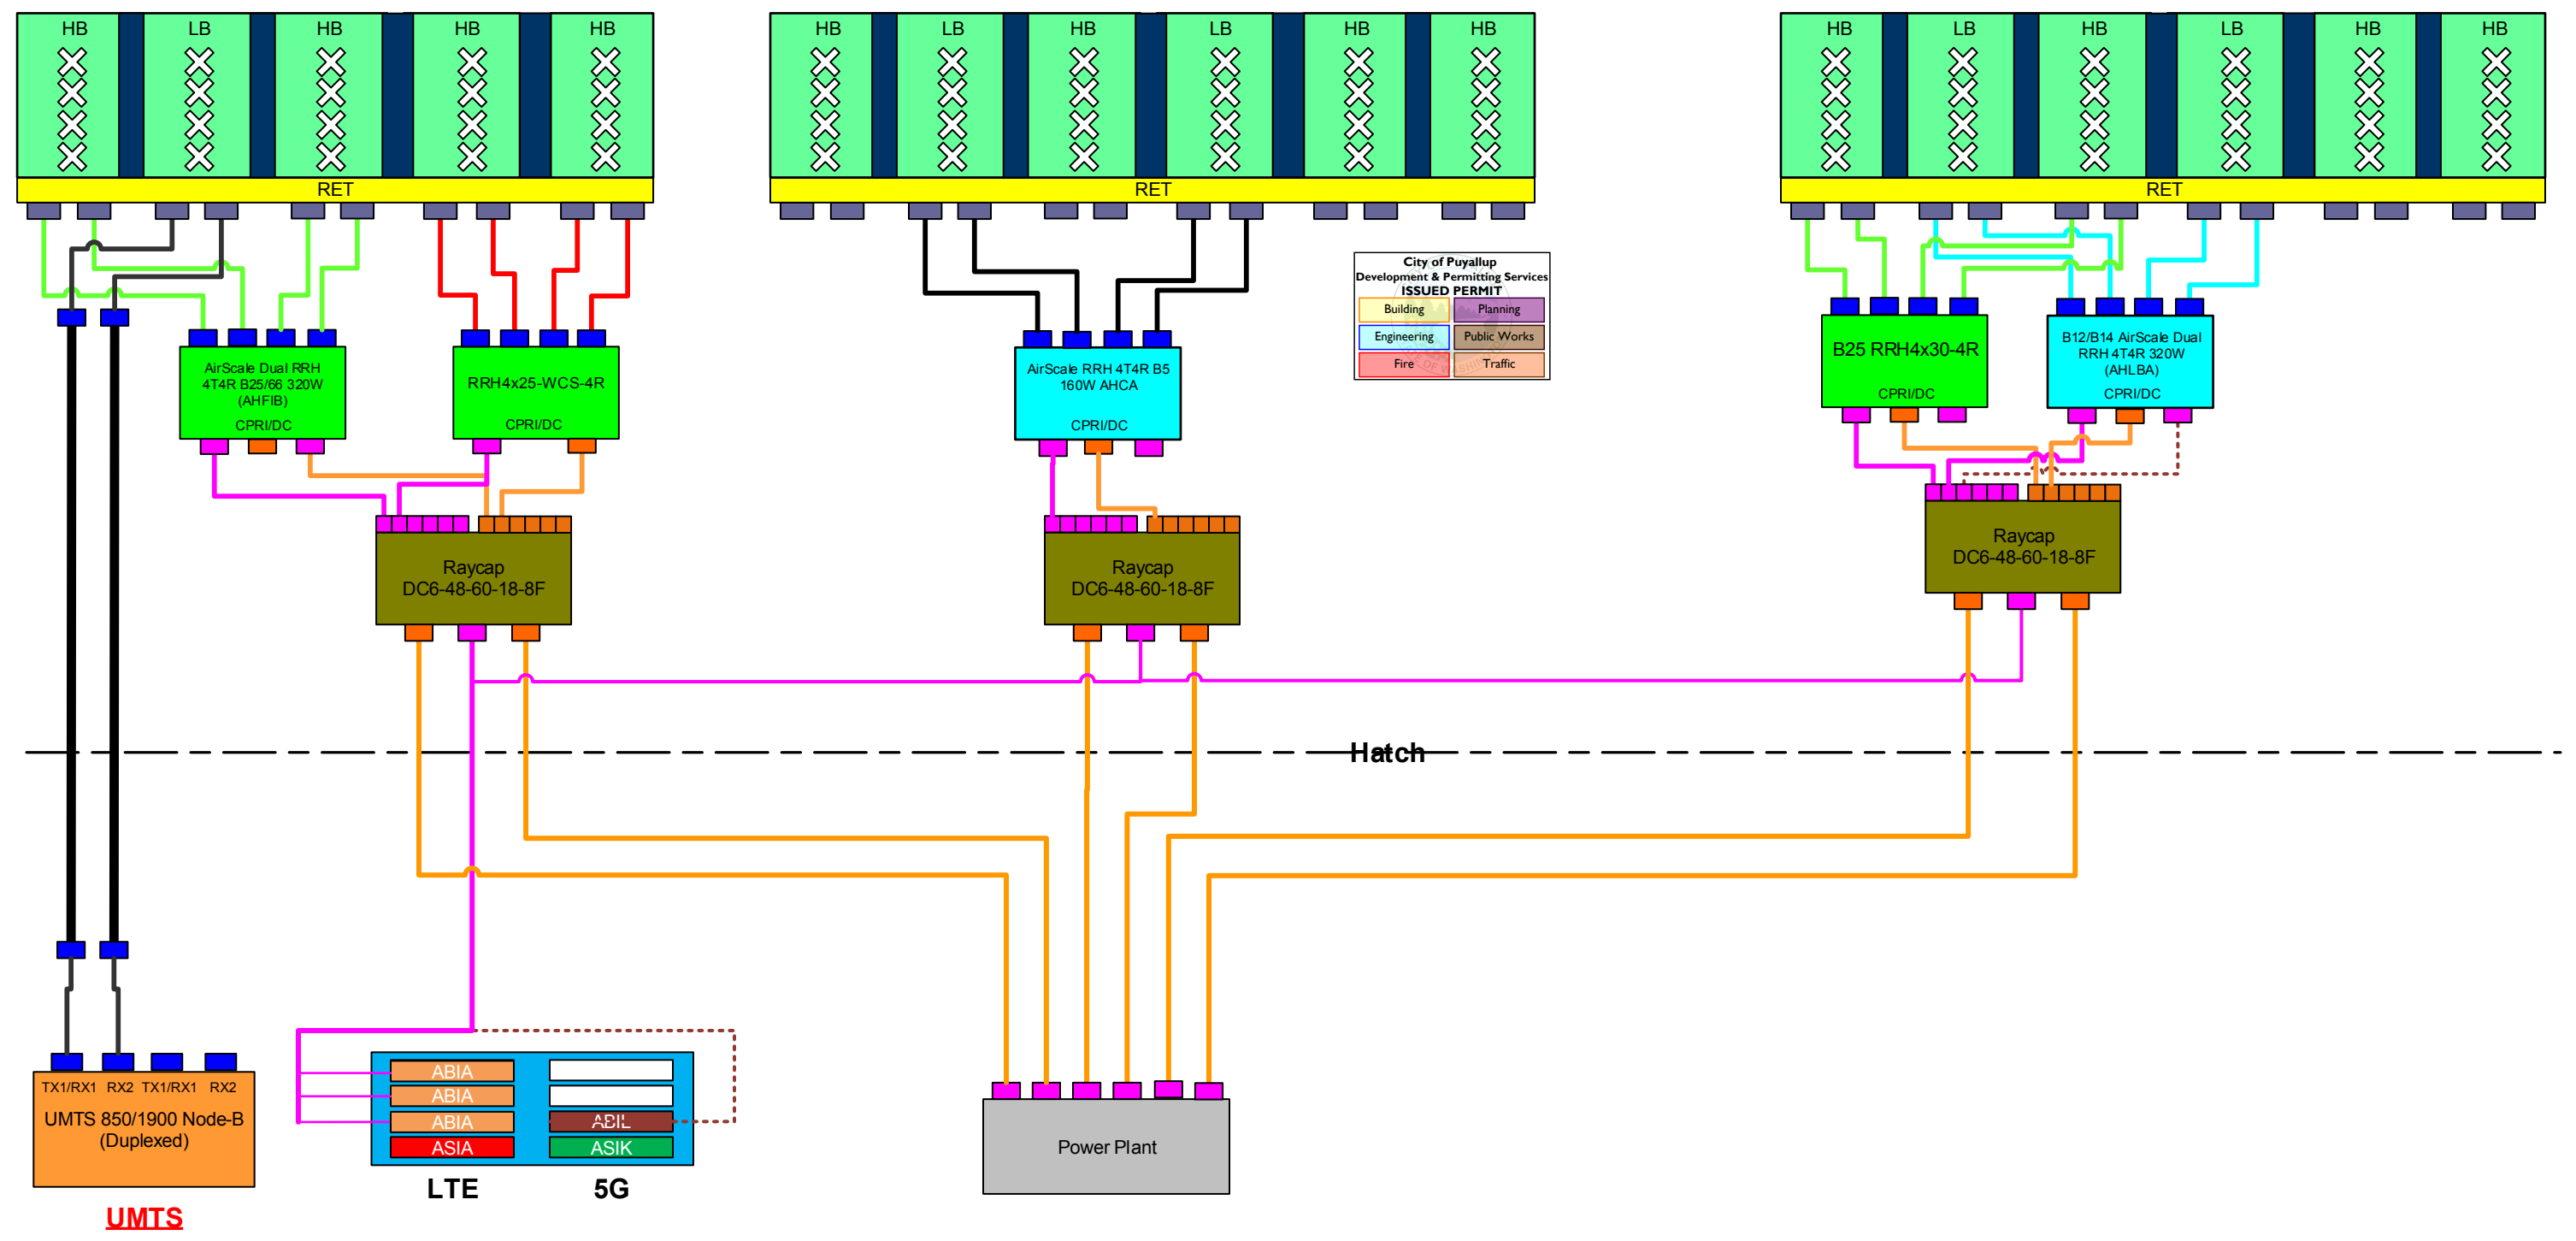 HB LB HB HB HB
HB LB HB LB HB HB
HB LB HB LB HB HB
RET
RET
RET
City of Puyallup
Development & Permitting Services
ISSUED PERMIT
Building Planning
Engineering Public Works
Fire Traffic
OF WASHI
AirScale Dual RRH
4T4R B25/66 320W
(AHFIB)
CPRI/DC
RRH4x25-WCS-4R
CPRI/DC
AirScale RRH 4T4R B5
160W AHCA
CPRI/DC
B25 RRH4x30-4R
CPRI/DC
B12/B14 AirScale Dual
RRH 4T4R 320W
(AHLBA)
CPRI/DC
Raycap
DC6-48-60-18-8F
Raycap
DC6-48-60-18-8F
Raycap
DC6-48-60-18-8F
Hatch
TX1/RX1 RX2 TX1/RX1 RX2
UMTS 850/1900 Node-B
(Duplexed)
UMTS
ABIA
ABIA
ABIA
ASIA
ABIL
ASIK
LTE
5G
Power Plant